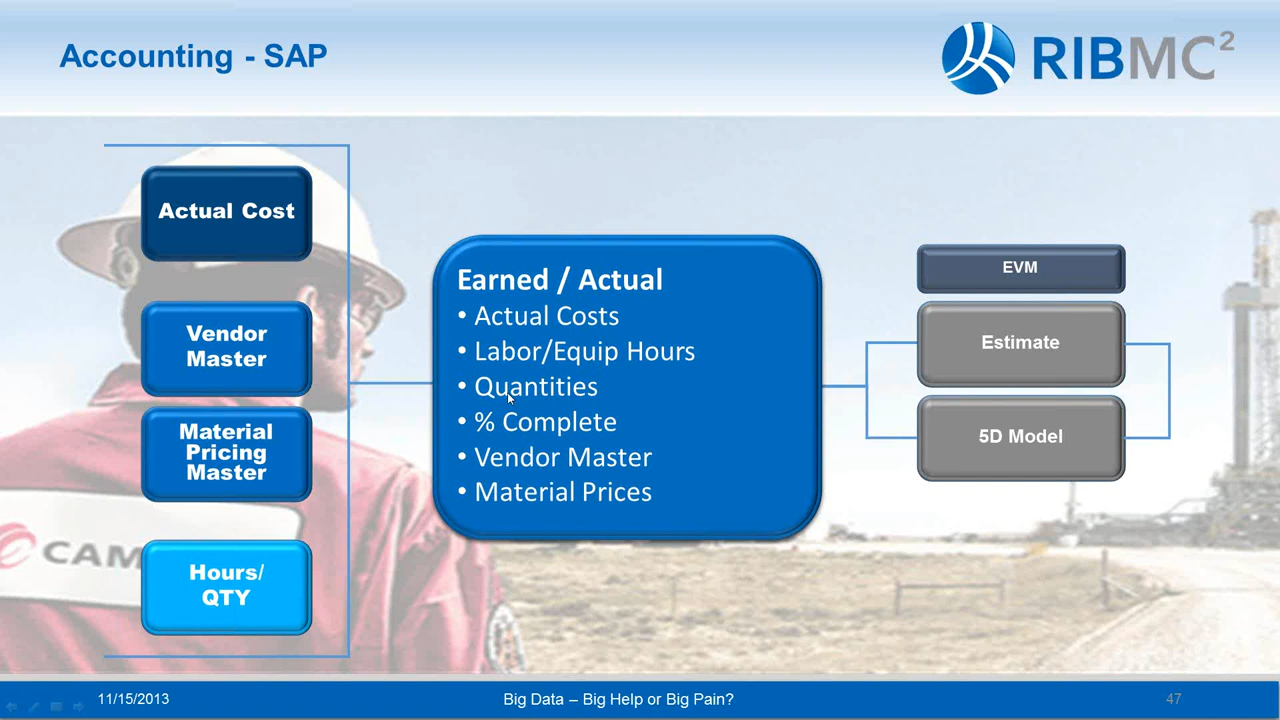 Accounting - SAP
RIBMC²
Actual Cost
Vendor
Master
Material
Pricing
Master
Hours/
QTY
CAM
Earned / Actual
• Actual Costs
• Labor/Equip Hours
• Quantities
• % Complete
• Vendor Master
• Material Prices
EVM
Estimate
5D Model
11/15/2013
Big Data – Big Help or Big Pain?
47